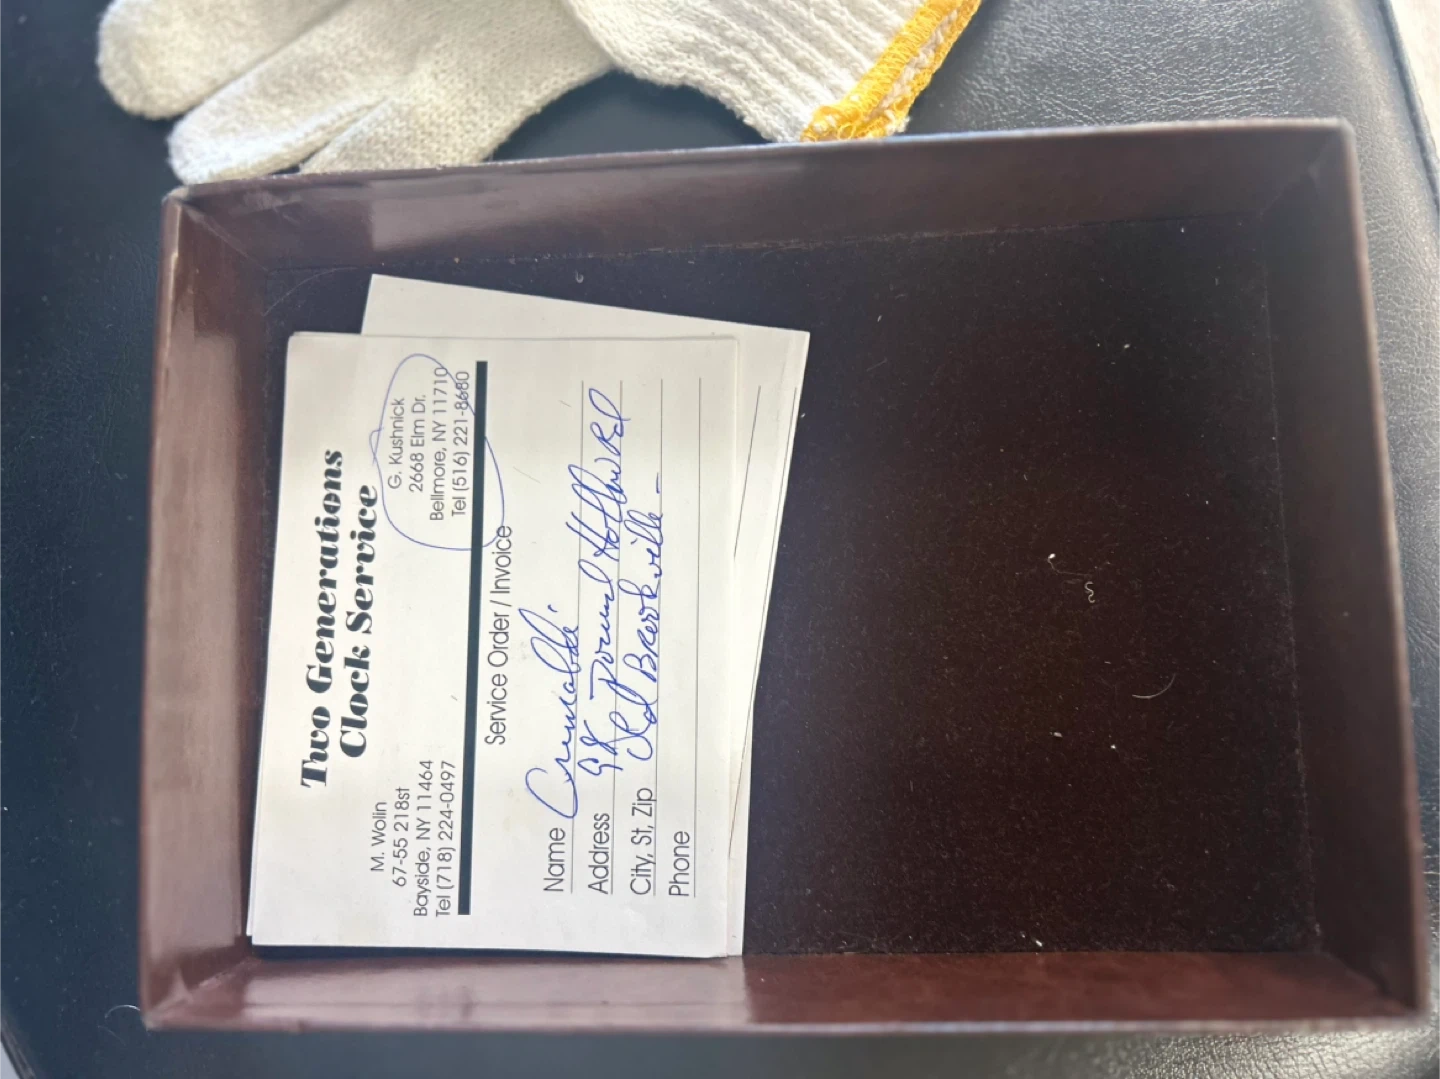 Two Generations
Clock Service
M. Wolin
67-55 218st
Bayside, NY 11464
Tel (718) 224-0497
G. Kushnick
2668 Elm Dr.
Bellmore, NY 11710
Tel (516) 221-8680
Service Order / Invoice
Name
Address Hollow Rd
City, St, Zip Old Brookville
Phone